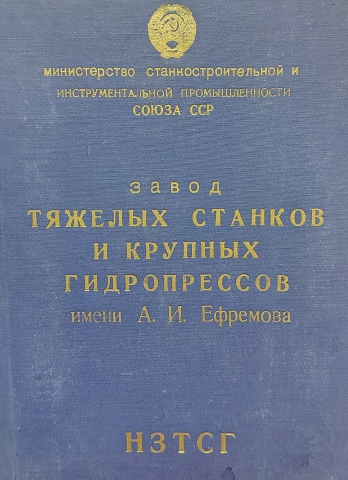 министерство станкостроительной и
инструментальной промышленности
СОЮЗА ССР
завод
ТЯЖЕЛЫХ СТАНКОВ
И КРУПНЫХ
ГИДРОПРЕССОВ
имени А. И. Ефремова
НЗТСГ